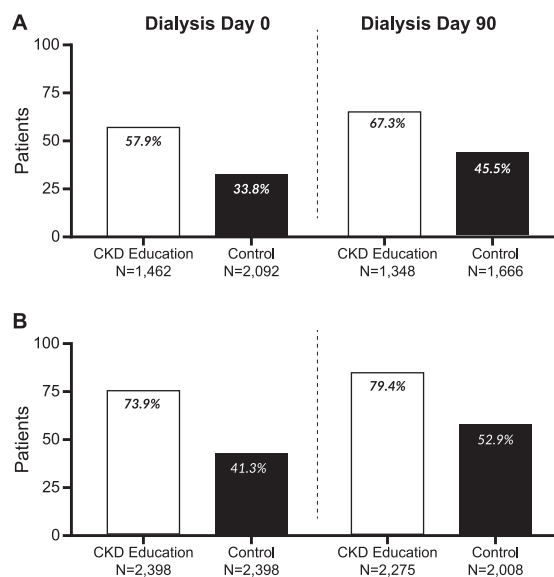 A
Dialysis Day 0
Dialysis Day 90
Patients
100
75
50
25
0
57.9%
33.8%
67.3%
45.5%
CKD Education
N=1,462
Control
N=2,092
CKD Education
N=1,348
Control
N=1,666
B
Patients
100
75
50
25
0
73.9%
41.3%
79.4%
52.9%
CKD Education
N=2,398
Control
N=2,398
CKD Education
N=2,275
Control
N=2,008